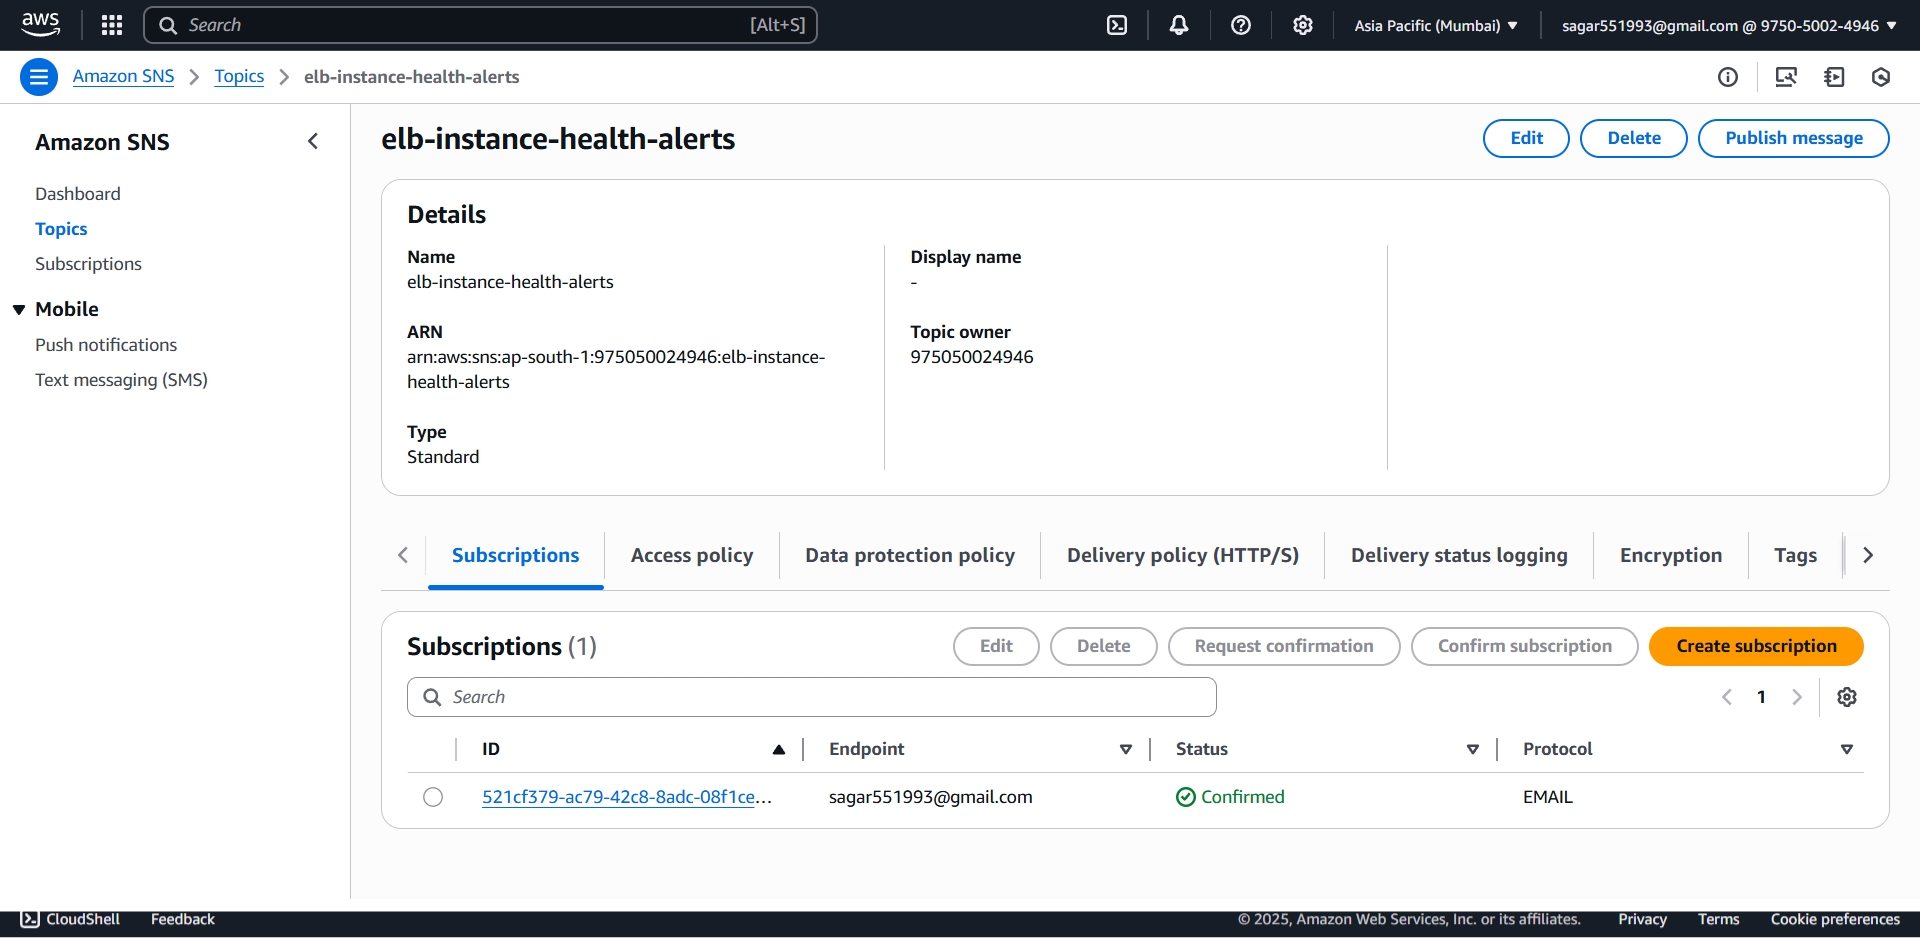 aws
Search [Alt+S]
Asia Pacific (Mumbai) sagar551993@gmail.com @ 9750-5002-4946
Amazon SNS Topics elb-instance-health-alerts
Amazon SNS
Dashboard
Topics
Subscriptions
Mobile
Push notifications
Text messaging (SMS)
elb-instance-health-alerts
Edit Delete Publish message
Details
Name
elb-instance-health-alerts
ARN
arn:aws:sns:ap-south-1:975050024946:elb-instance-
health-alerts
Type
Standard
Display name
-
Topic owner
975050024946
Subscriptions Access policy Data protection policy Delivery policy (HTTP/S) Delivery status logging Encryption Tags
Subscriptions (1)
Edit Delete Request confirmation Confirm subscription Create subscription
Search
1
ID Endpoint Status Protocol
521cf379-ac79-42c8-8adc-08f1ce... sagar551993@gmail.com Confirmed EMAIL
CloudShell Feedback © 2025, Amazon Web Services, Inc. or its affiliates. Privacy Terms Cookie preferences